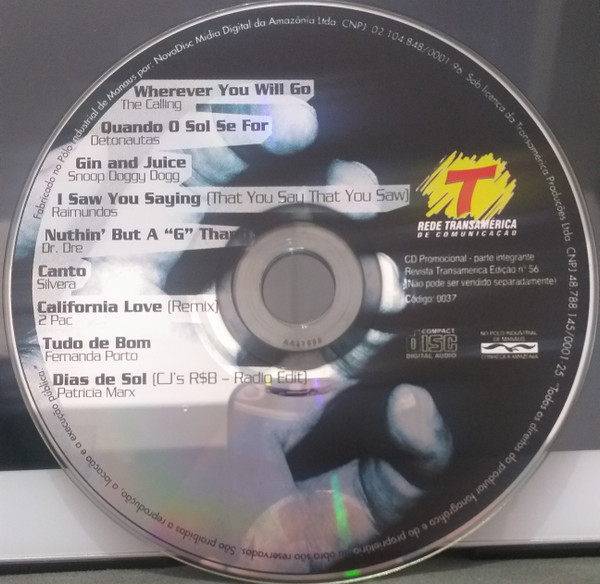 Fabricado no Pólo Industrial de Manaus por: NovoDisc Mídia Digital da Amazônia Ltda CNPJ 02.104.848/0001-96 Sob licença da Transamerica Produções Ltda. CNPJ 48.788.145/0001-25 "Todos os direitos do produtor fonográfico e do proprietário da obra são reservados. São proibidas a reprodução, a locação e a execução pública"
Wherever You Will Go
The Calling
Quando O Sol Se For
Detonautas
Gin and Juice
Snoop Doggy Dogg
I Saw You Saying (That You Say That You Saw)
Raimundos
Nuthin' But A "G" Thang
Dr. Dre
Canto
Silvera
California Love (Remix)
2 Pac
Tudo de Bom
Fernanda Porto
Dias de Sol (CJ's R$B - Radio Edit)
Patricia Marx
T
REDE TRANSAMÉRICA
DE COMUNICAÇÃO
CD Promocional - parte integrante
Revista Transamerica Edição nº 56
(Não pode ser vendido separadamente)
Código: 0037
COMPACT
disc
DIGITAL AUDIO